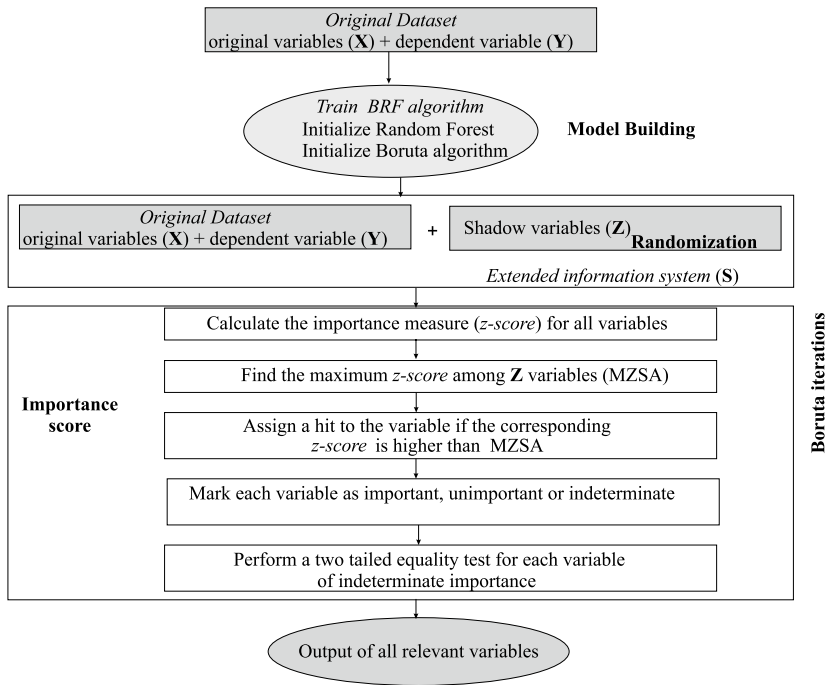 Original Dataset
original variables (X) + dependent variable (Y)
Train BRF algorithm
Initialize Random Forest
Initialize Boruta algorithm
Model Building
Original Dataset
original variables (X) + dependent variable (Y)
+
Shadow variables (Z)
Randomization
Extended information system (S)
Calculate the importance measure (z-score) for all variables
Find the maximum z-score among Z variables (MZSA)
Importance
score
Assign a hit to the variable if the corresponding
z-score is higher than MZSA
Mark each variable as important, unimportant or indeterminate
Perform a two tailed equality test for each variable
of indeterminate importance
Boruta iterations
Output of all relevant variables